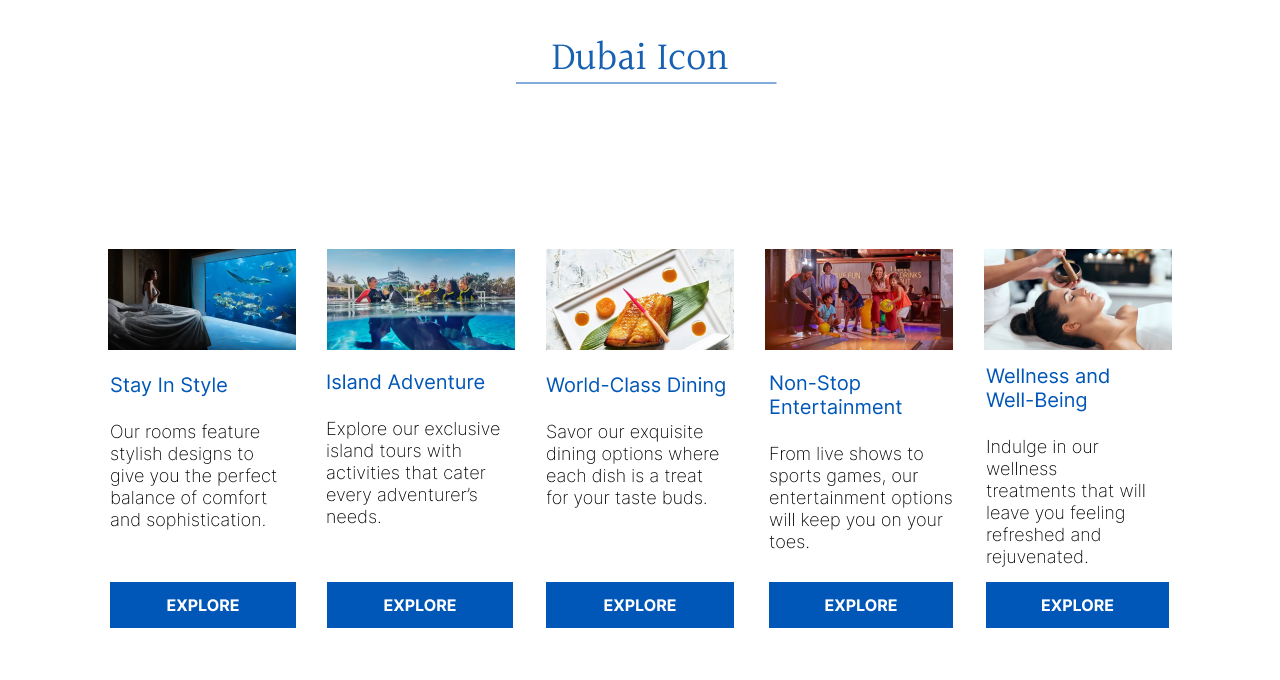 Dubai Icon
Stay In Style
Our rooms feature
stylish designs to
give you the perfect
balance of comfort
and sophistication.
EXPLORE
Island Adventure
Explore our exclusive
island tours with
activities that cater
every adventurer’s
needs.
EXPLORE
World-Class Dining
Savor our exquisite
dining options where
each dish is a treat
for your taste buds.
EXPLORE
DRINKS
Non-Stop
Entertainment
From live shows to
sports games, our
entertainment options
will keep you on your
toes.
EXPLORE
Wellness and
Well-Being
Indulge in our
wellness
treatments that will
leave you feeling
refreshed and
rejuvenated.
EXPLORE